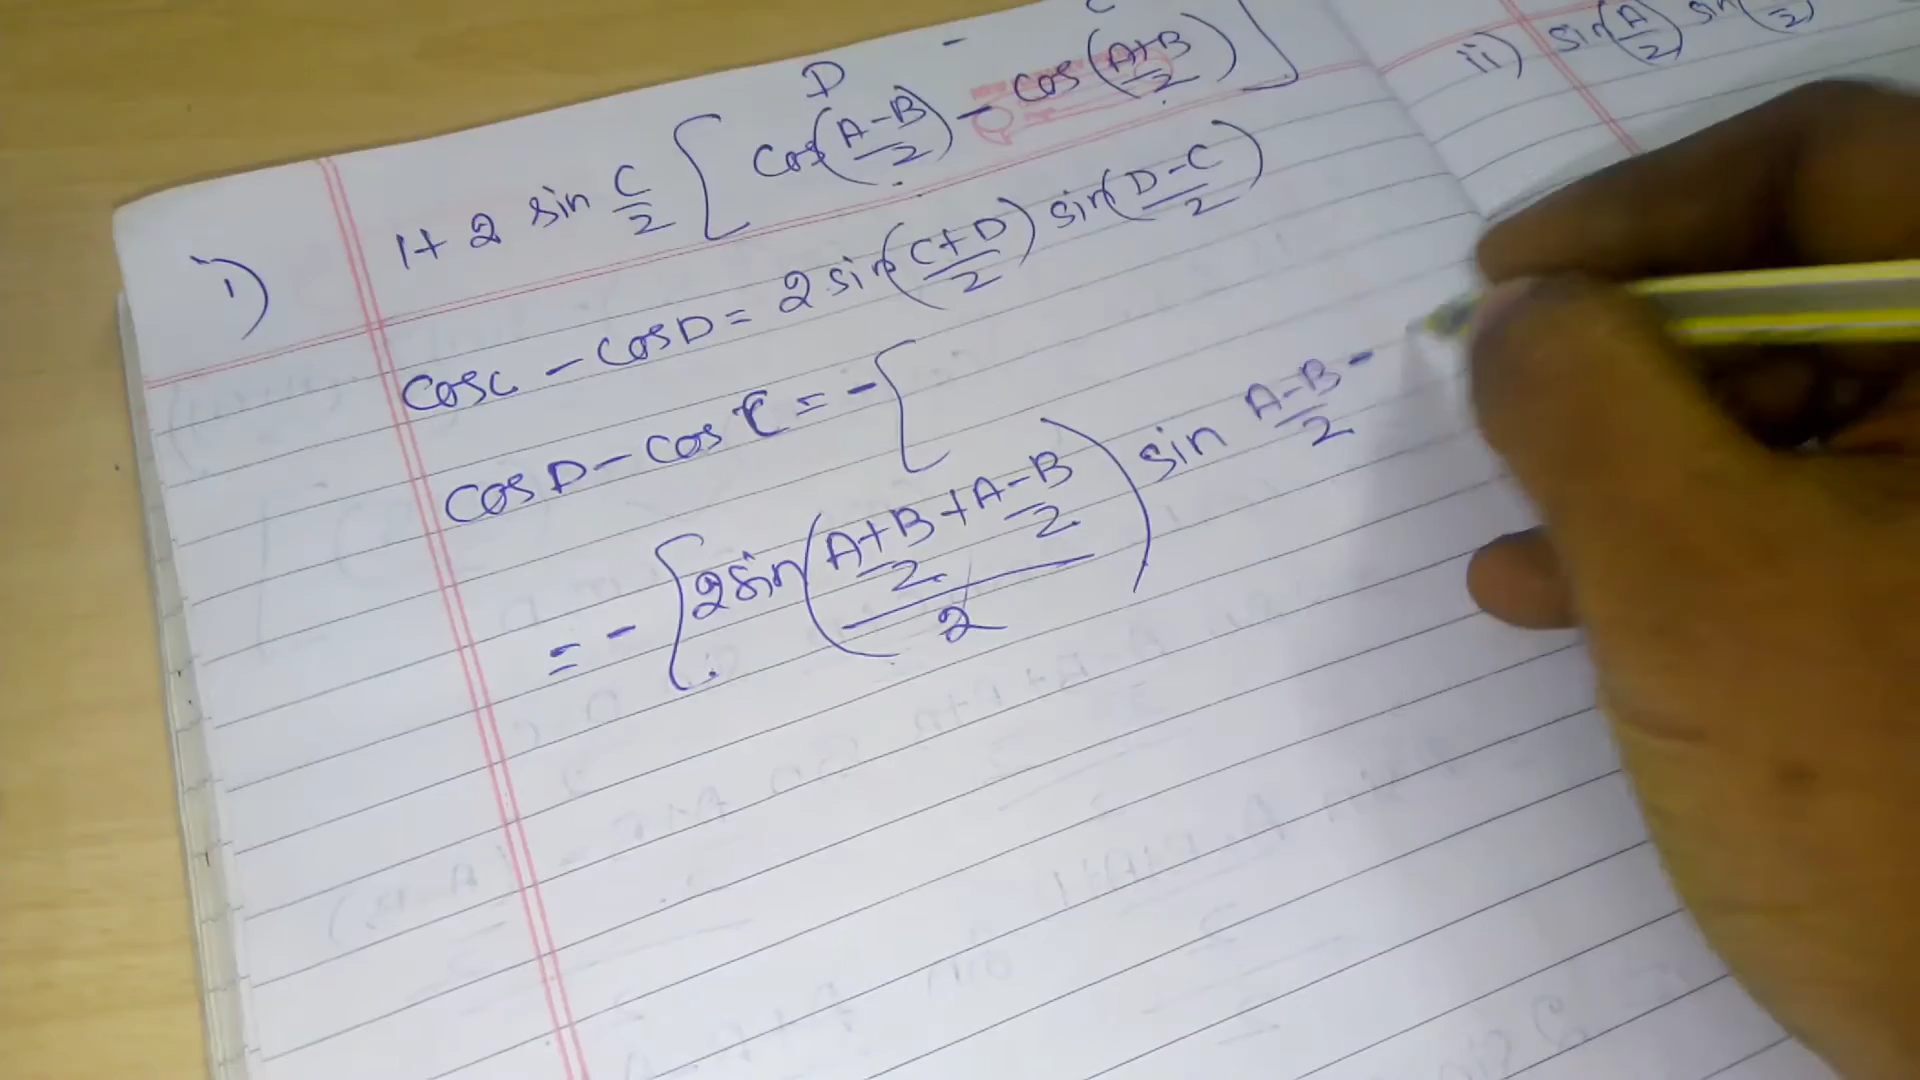 D - C
i) 1+ 2 sin C/2 [ cos(A-B/2) - cos(A+B/2) ]
cosc - cosD = 2 sin(C+D/2) sin(D-C/2)
cosD - cosC = -[
= - [ 2sin(A+B/2 + A-B/2 / 2) sin A-B/2 -
ii) sin(A/2) sin( /2)